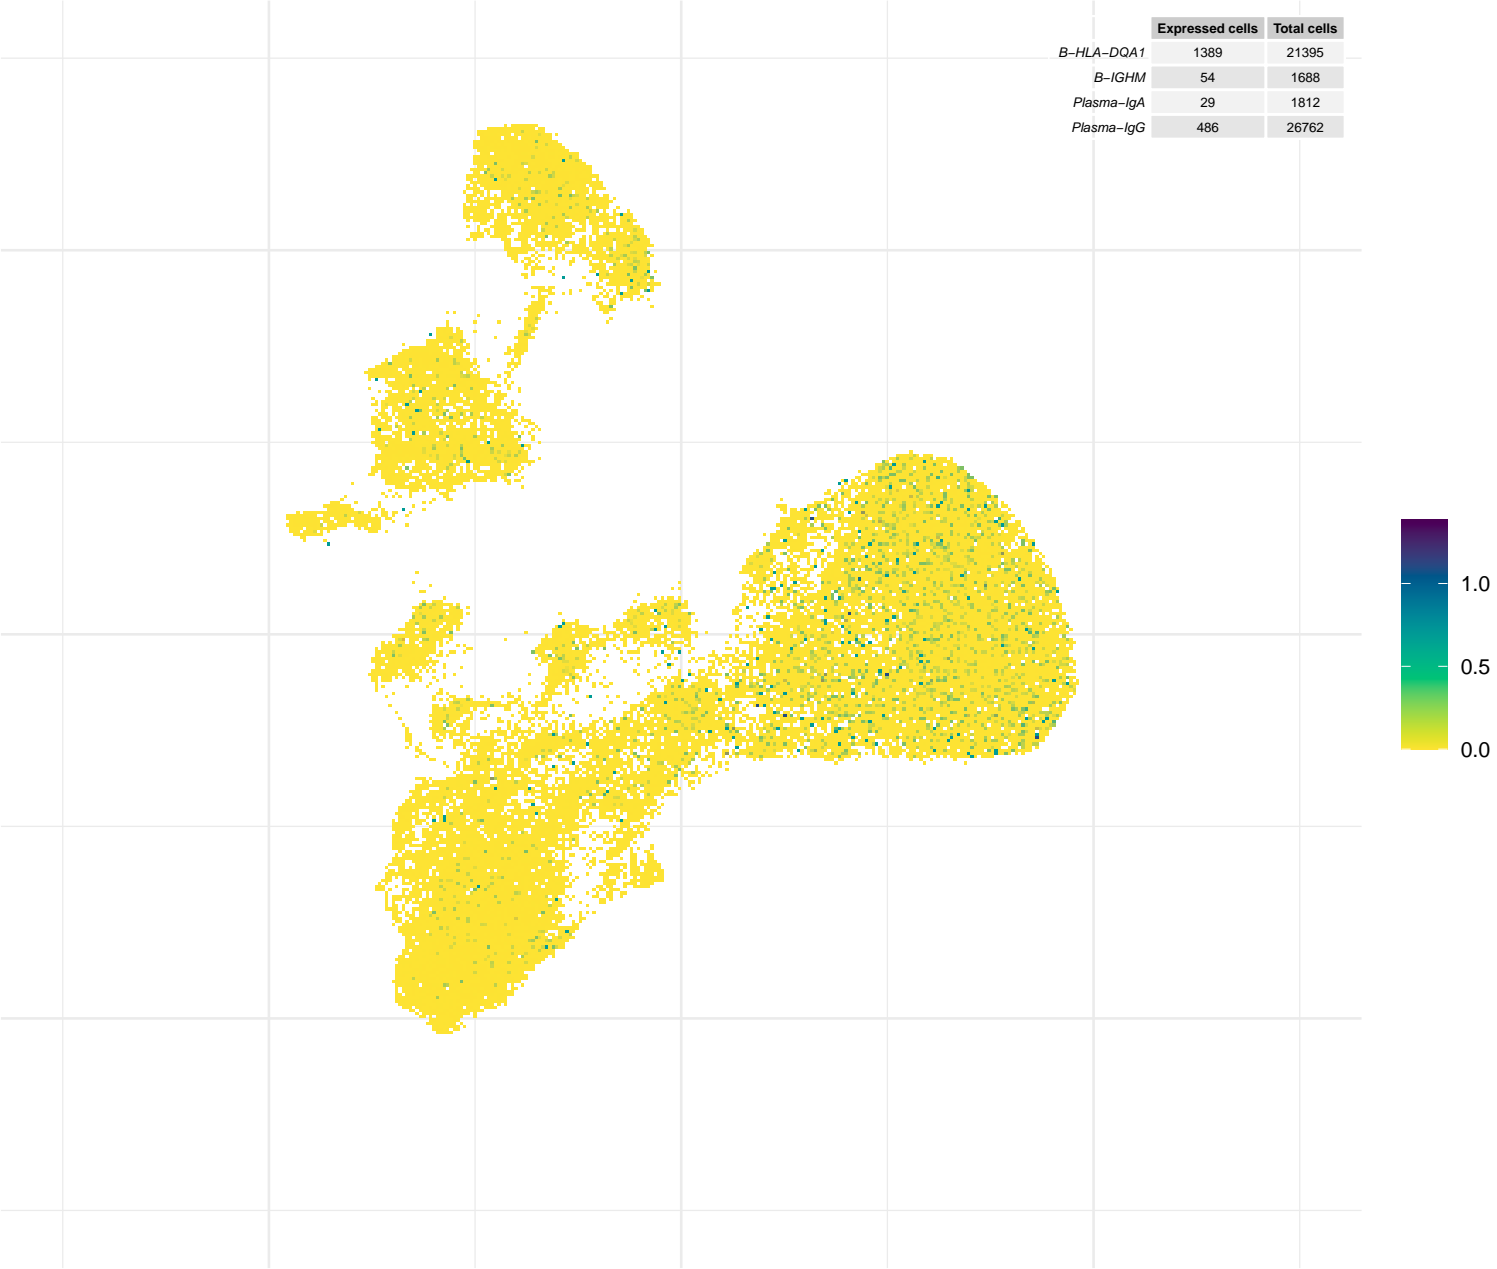 Expressed cells Total cells
B−HLA−DQA1 1389 21395
B−IGHM 54 1688
Plasma−IgA 29 1812
Plasma−IgG 486 26762
1.0
0.5
0.0